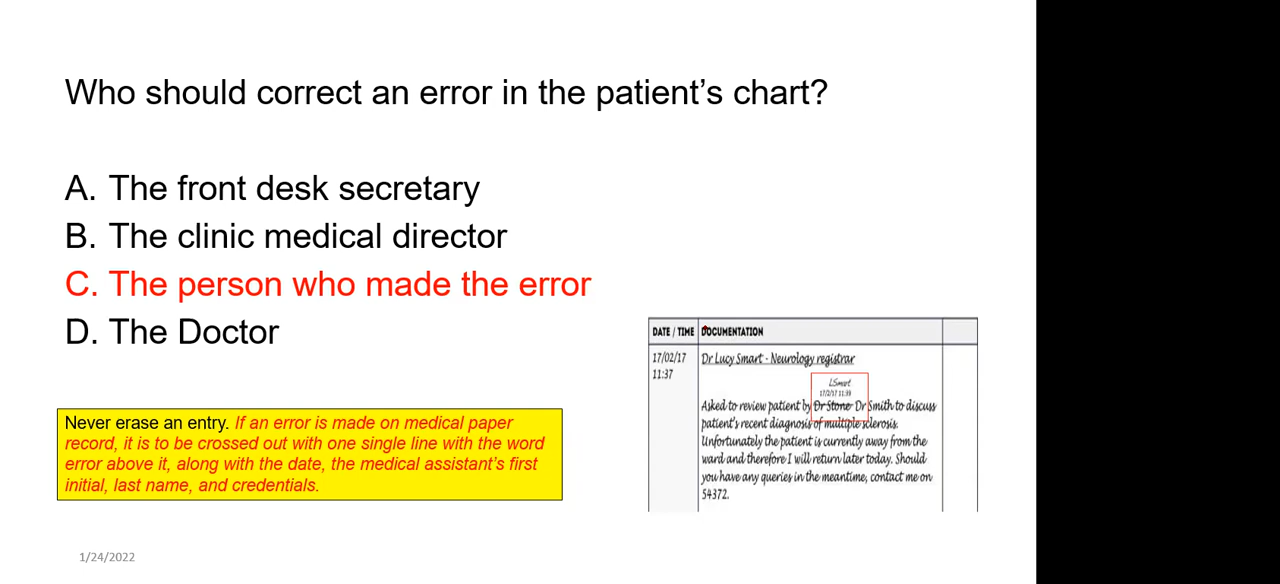 Who should correct an error in the patient’s chart?
A. The front desk secretary
B. The clinic medical director
C. The person who made the error
D. The Doctor
Never erase an entry. If an error is made on medical paper
record, it is to be crossed out with one single line with the word
error above it, along with the date, the medical assistant’s first
initial, last name, and credentials.
DATE / TIME DOCUMENTATION
17/02/17
11:37
Dr Lucy Smart - Neurology registrar
LSmart
17/2/17 11:39
Asked to review patient by Dr Stone Dr Smith to discuss
patient's recent diagnosis of multiple sclerosis.
Unfortunately the patient is currently away from the
ward and therefore I will return later today. Should
you have any queries in the meantime, contact me on
54372.
1/24/2022